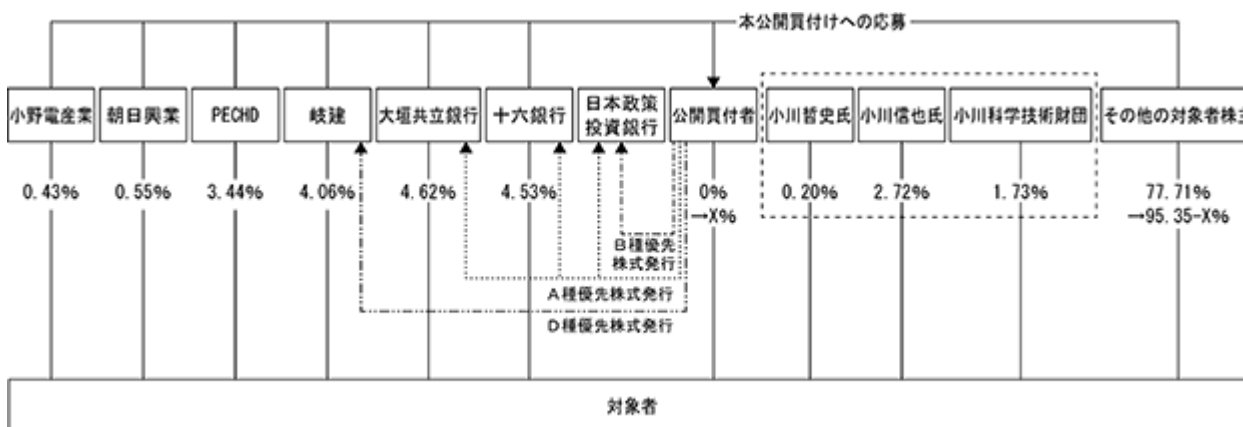 本公開買付けへの応募
小野電産業
朝日興業
PECHD
岐建
大垣共立銀行
十六銀行
日本政策
投資銀行
公開買付者
小川哲史氏
小川信也氏
小川科学技術財団
その他の対象者株主
0.43%
0.55%
3.44%
4.06%
4.62%
4.53%
0%
→X%
0.20%
2.72%
1.73%
77.71%
→95.35-X%
B種優先
株式発行
A種優先株式発行
D種優先株式発行
対象者